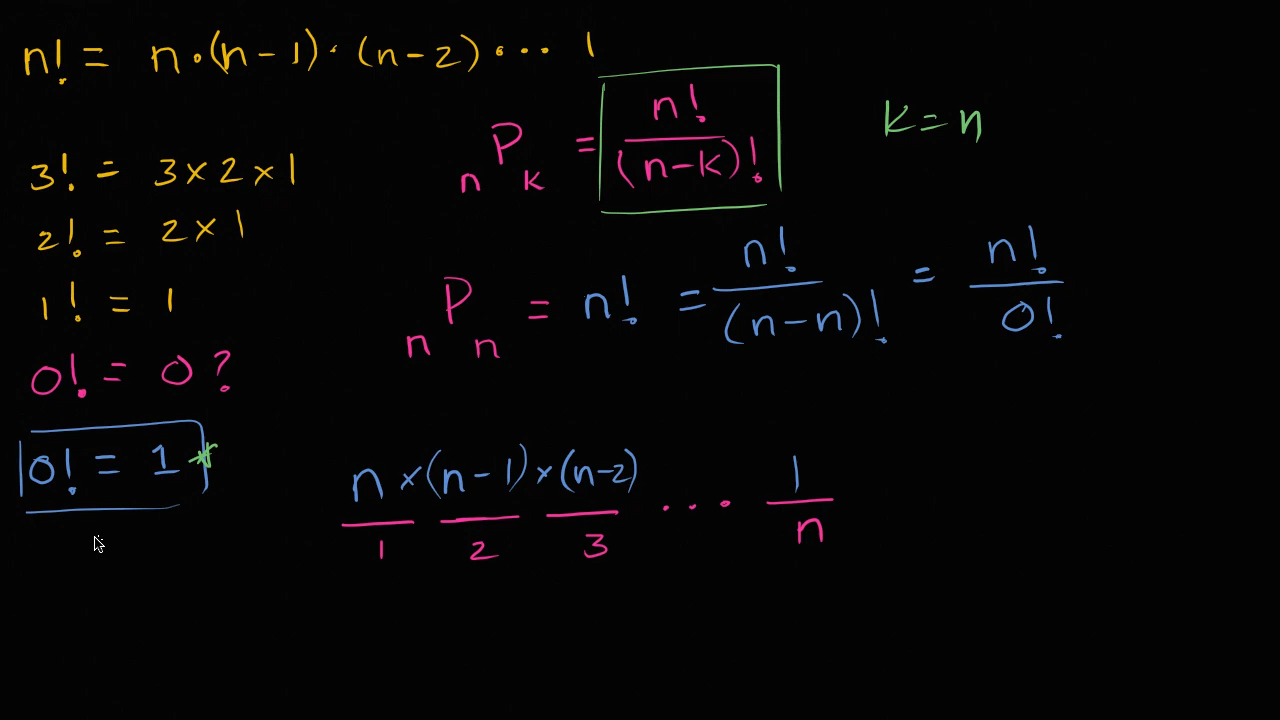 n! = n·(n-1)·(n-2)·... 1
nPk = n!/(n-k)!
k=n
3! = 3×2×1
2! = 2×1
1! = 1
nPn = n! = n!/(n-n)! = n!/0!
0! = 0?
0! = 1*
n×(n-1)×(n-2) ... 1
1 2 3 n